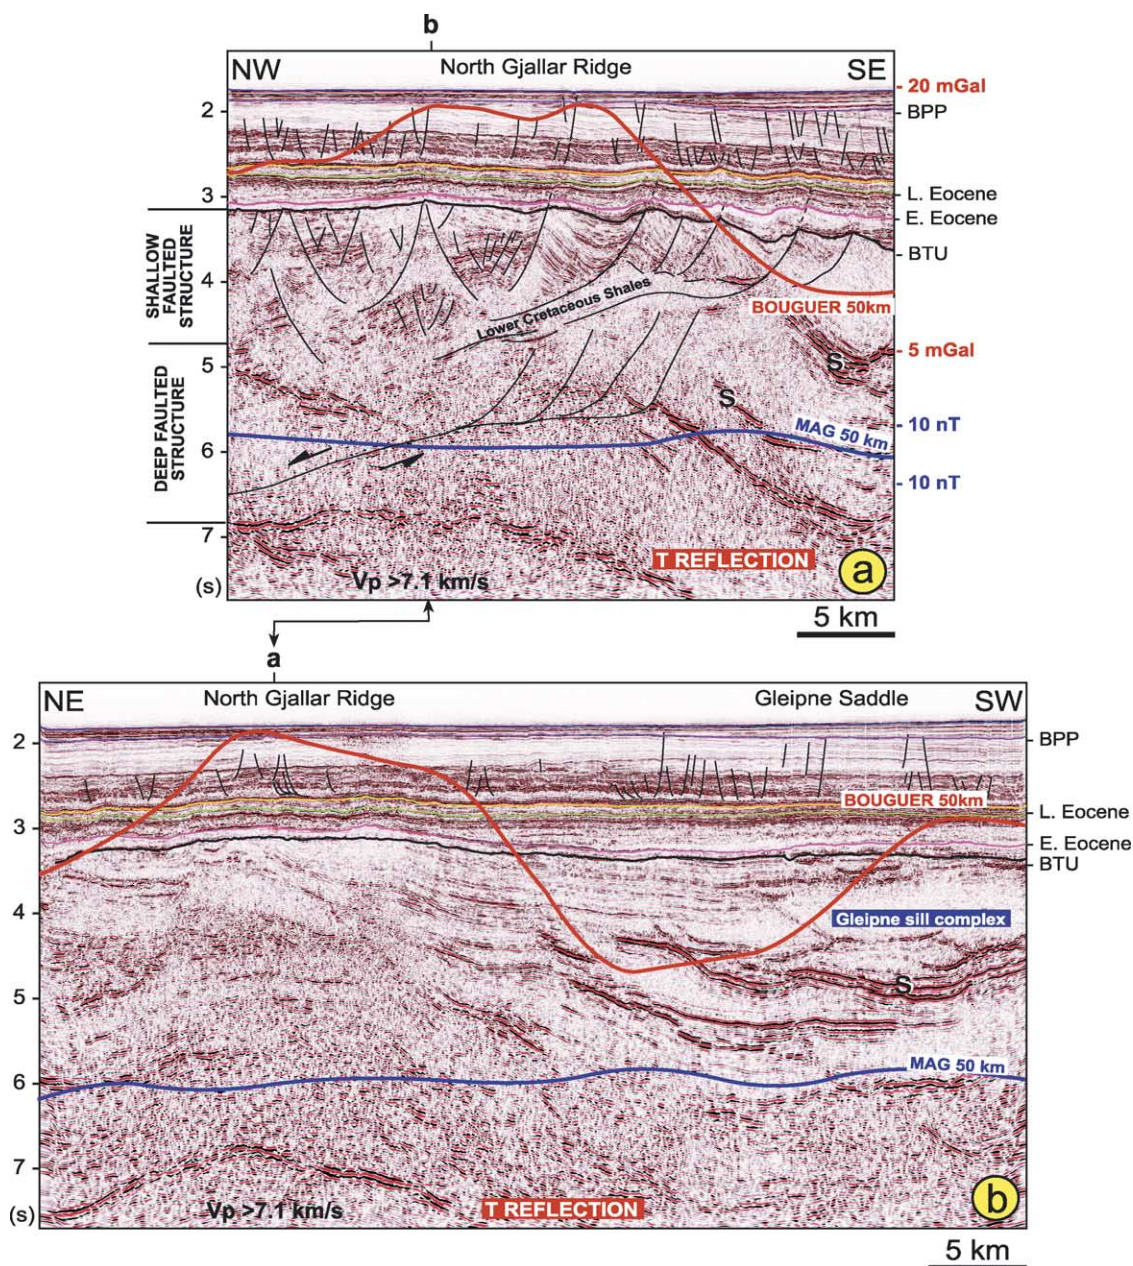 b
NW
North Gjallar Ridge
SE
- 20 mGal
2
BPP
3
L. Eocene
E. Eocene
BTU
SHALLOW
FAULTED
STRUCTURE
4
Lower Cretaceous Shales
BOUGUER 50km
- 5 mGal
5
S
S
DEEP FAULTED
STRUCTURE
- 10 nT
MAG 50 km
6
- 10 nT
7
T REFLECTION
a
(s)
Vp >7.1 km/s
5 km
a
NE
North Gjallar Ridge
Gleipne Saddle
SW
2
BPP
BOUGUER 50km
L. Eocene
3
E. Eocene
BTU
4
Gleipne sill complex
5
S
MAG 50 km
6
7
Vp >7.1 km/s
T REFLECTION
b
(s)
5 km